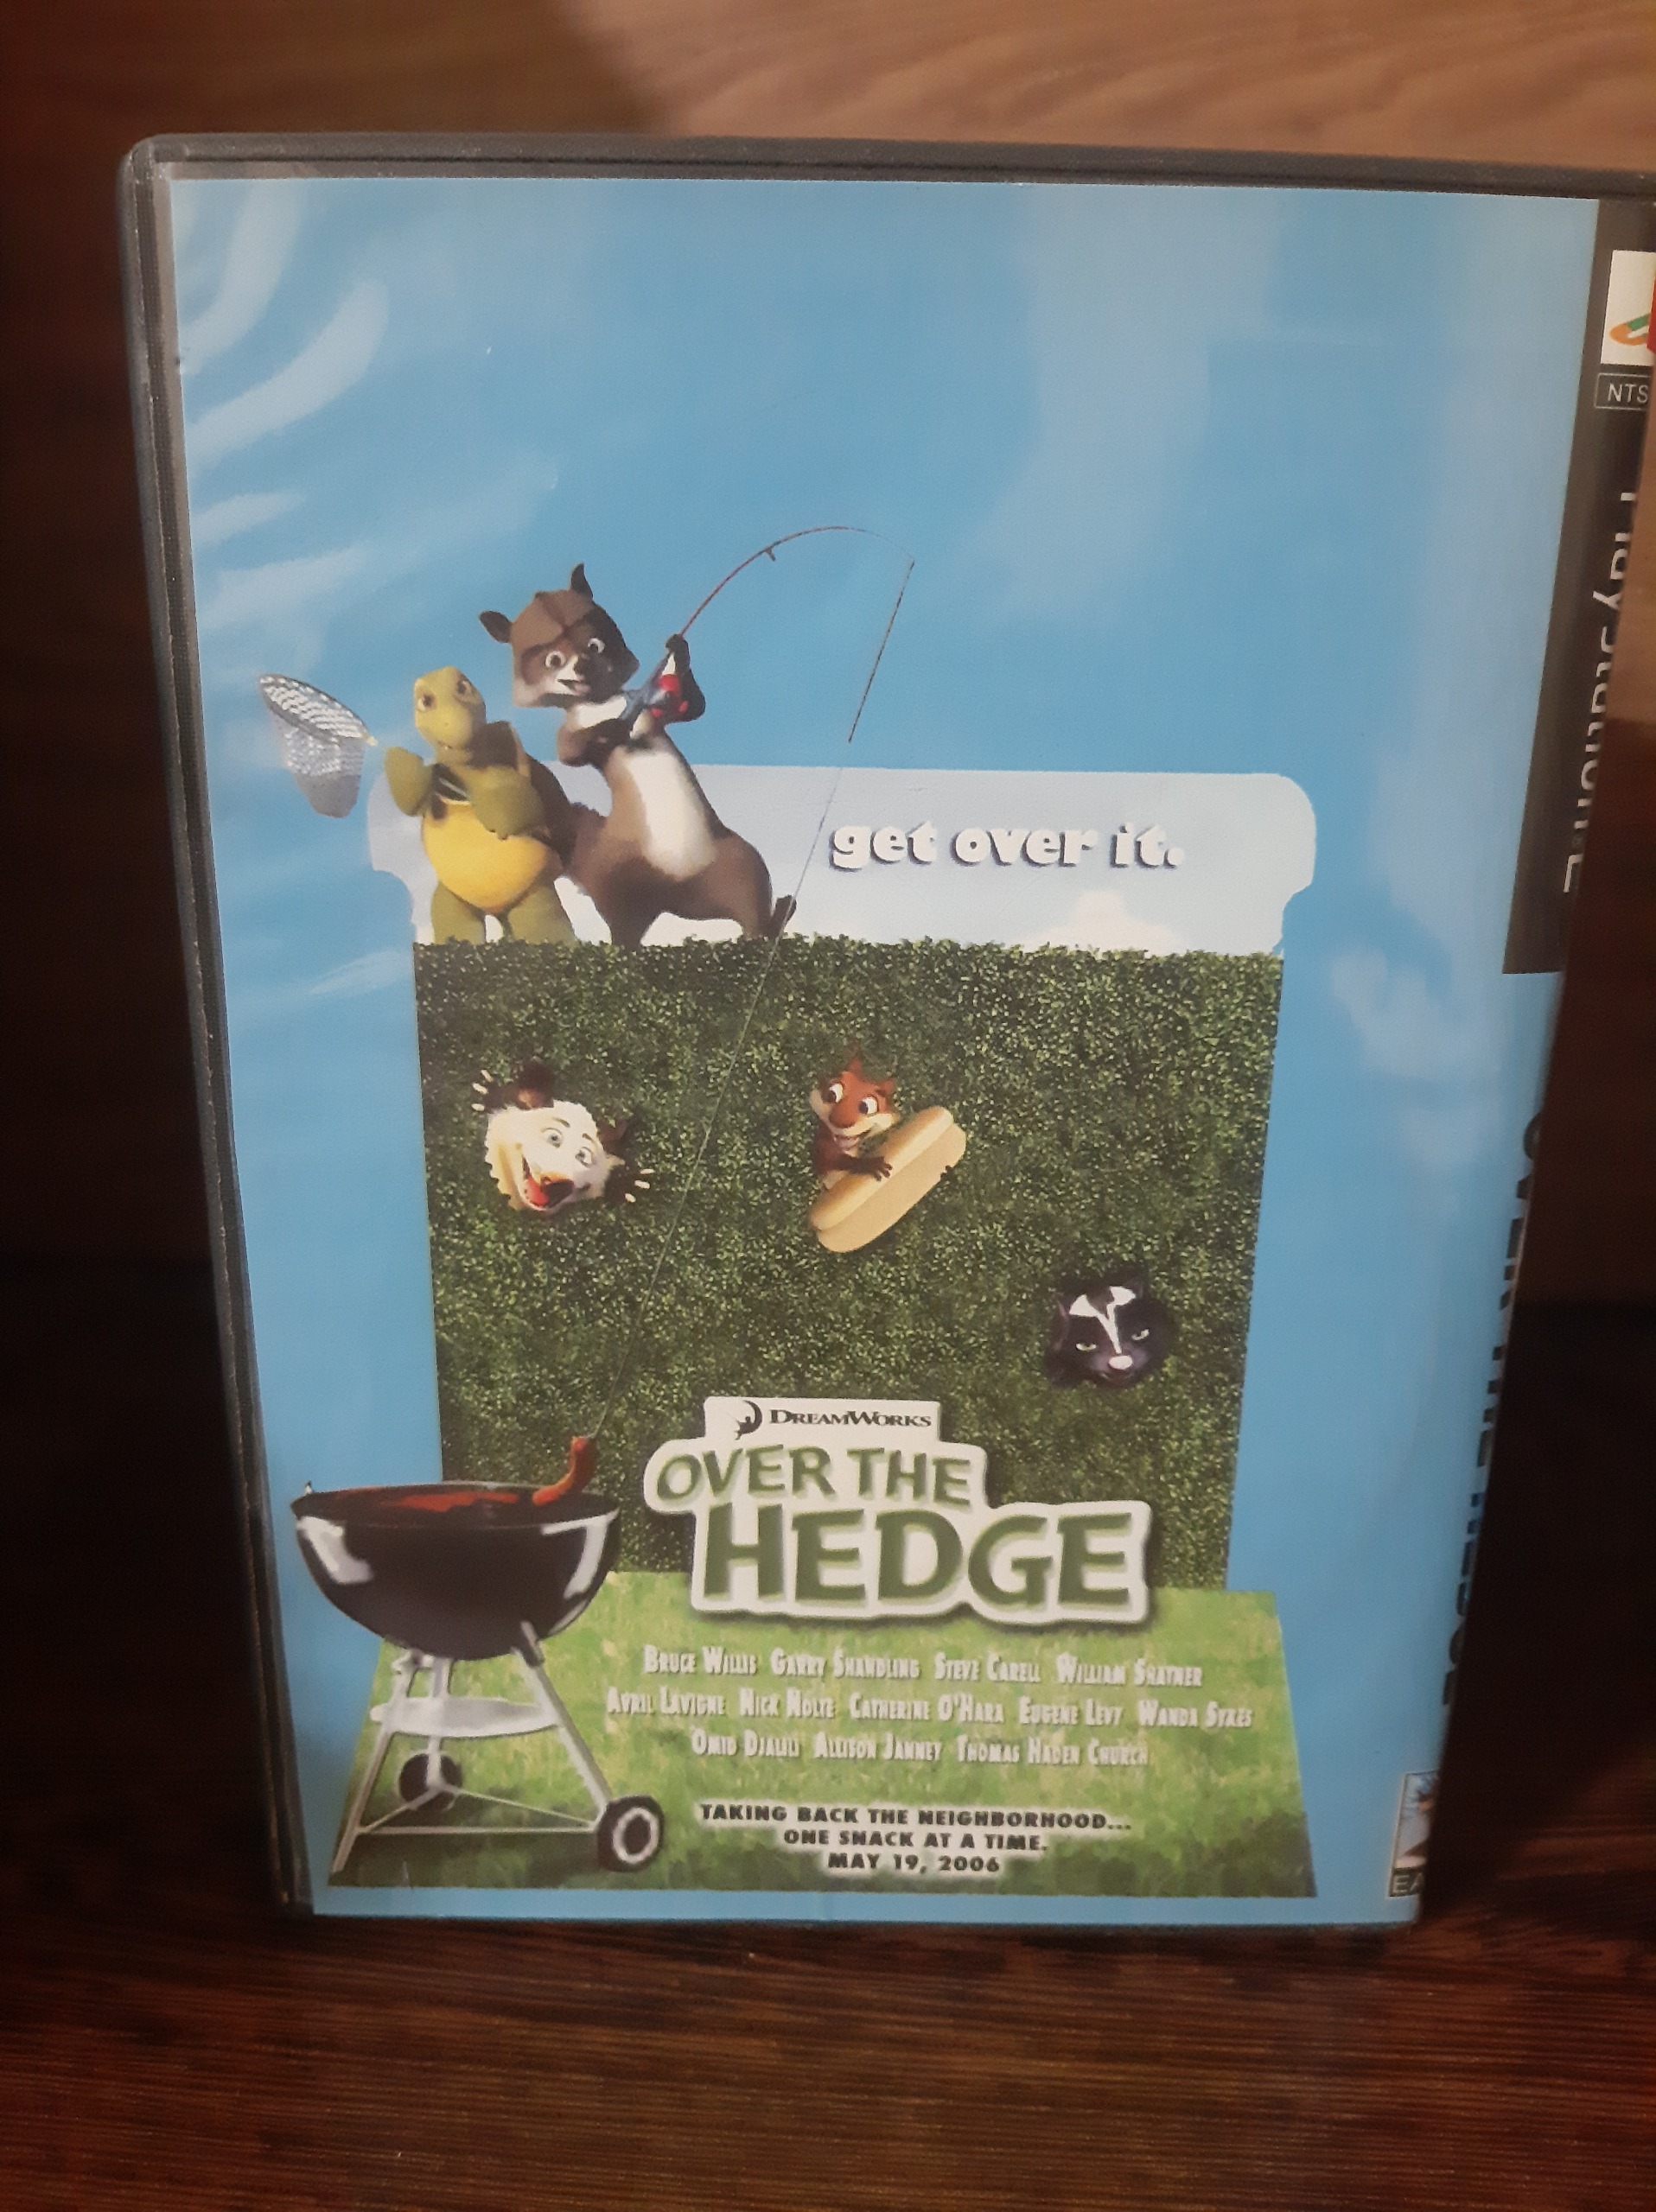 get over it.
DREAMWORKS
OVER THE
HEDGE
BRUCE WILLIS GARRY SHANDLING STEVE CARELL WILLIAM SHATNER
AVRIL LAVIGNE NICK NOLTE CATHERINE O'HARA EUGENE LEVY WANDA SYKES
OMID DJALILI ALLISON JANNEY THOMAS HADEN CHURCH
TAKING BACK THE NEIGHBORHOOD...
ONE SNACK AT A TIME.
MAY 19, 2006
NTS
PlayStation.2
OVER THE HEDGE
EA